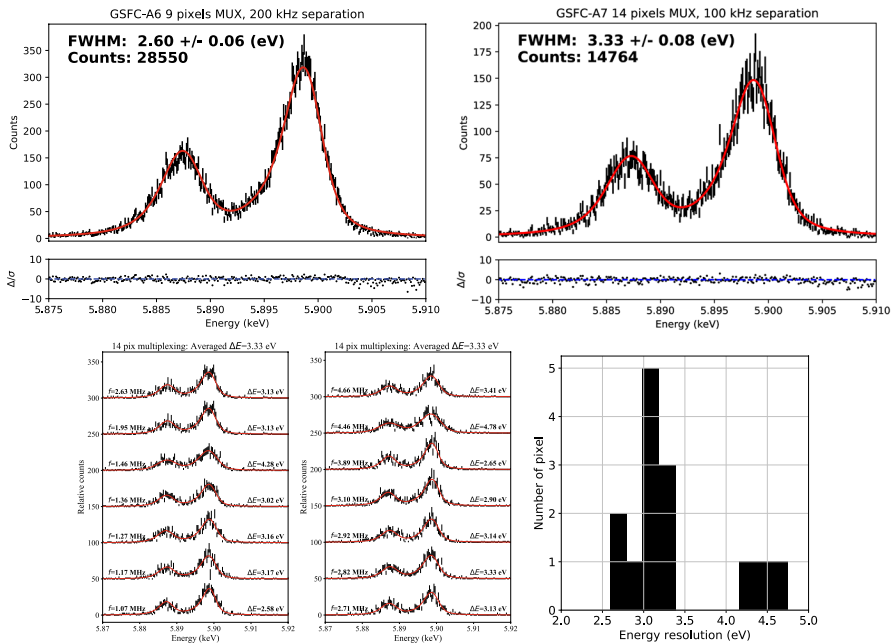 GSFC-A6 9 pixels MUX, 200 kHz separation
FWHM: 2.60 +/- 0.06 (eV)
Counts: 28550
350
300
250
200
150
100
50
0
Counts
10
0
−10
Δ/σ
5.875 5.880 5.885 5.890 5.895 5.900 5.905 5.910
Energy (keV)
GSFC-A7 14 pixels MUX, 100 kHz separation
FWHM: 3.33 +/- 0.08 (eV)
Counts: 14764
200
175
150
125
100
75
50
25
0
Counts
10
0
−10
Δ/σ
5.875 5.880 5.885 5.890 5.895 5.900 5.905 5.910
Energy (keV)
14 pix multiplexing: Averaged ΔE=3.33 eV
350
300
250
200
150
100
50
0
Relative counts
f=2.63 MHz ΔE=3.13 eV
f=1.95 MHz ΔE=3.13 eV
f=1.46 MHz ΔE=4.28 eV
f=1.36 MHz ΔE=3.02 eV
f=1.27 MHz ΔE=3.16 eV
f=1.17 MHz ΔE=3.17 eV
f=1.07 MHz ΔE=2.58 eV
5.87 5.88 5.89 5.90 5.91 5.92
Energy (keV)
14 pix multiplexing: Averaged ΔE=3.33 eV
350
300
250
200
150
100
50
0
Relative counts
f=4.66 MHz ΔE=3.41 eV
f=4.46 MHz ΔE=4.78 eV
f=3.89 MHz ΔE=2.65 eV
f=3.10 MHz ΔE=2.90 eV
f=2.92 MHz ΔE=3.14 eV
f=2.82 MHz ΔE=3.33 eV
f=2.71 MHz ΔE=3.13 eV
5.87 5.88 5.89 5.90 5.91 5.92
Energy (keV)
5
4
3
2
1
0
Number of pixel
2.0 2.5 3.0 3.5 4.0 4.5 5.0
Energy resolution (eV)